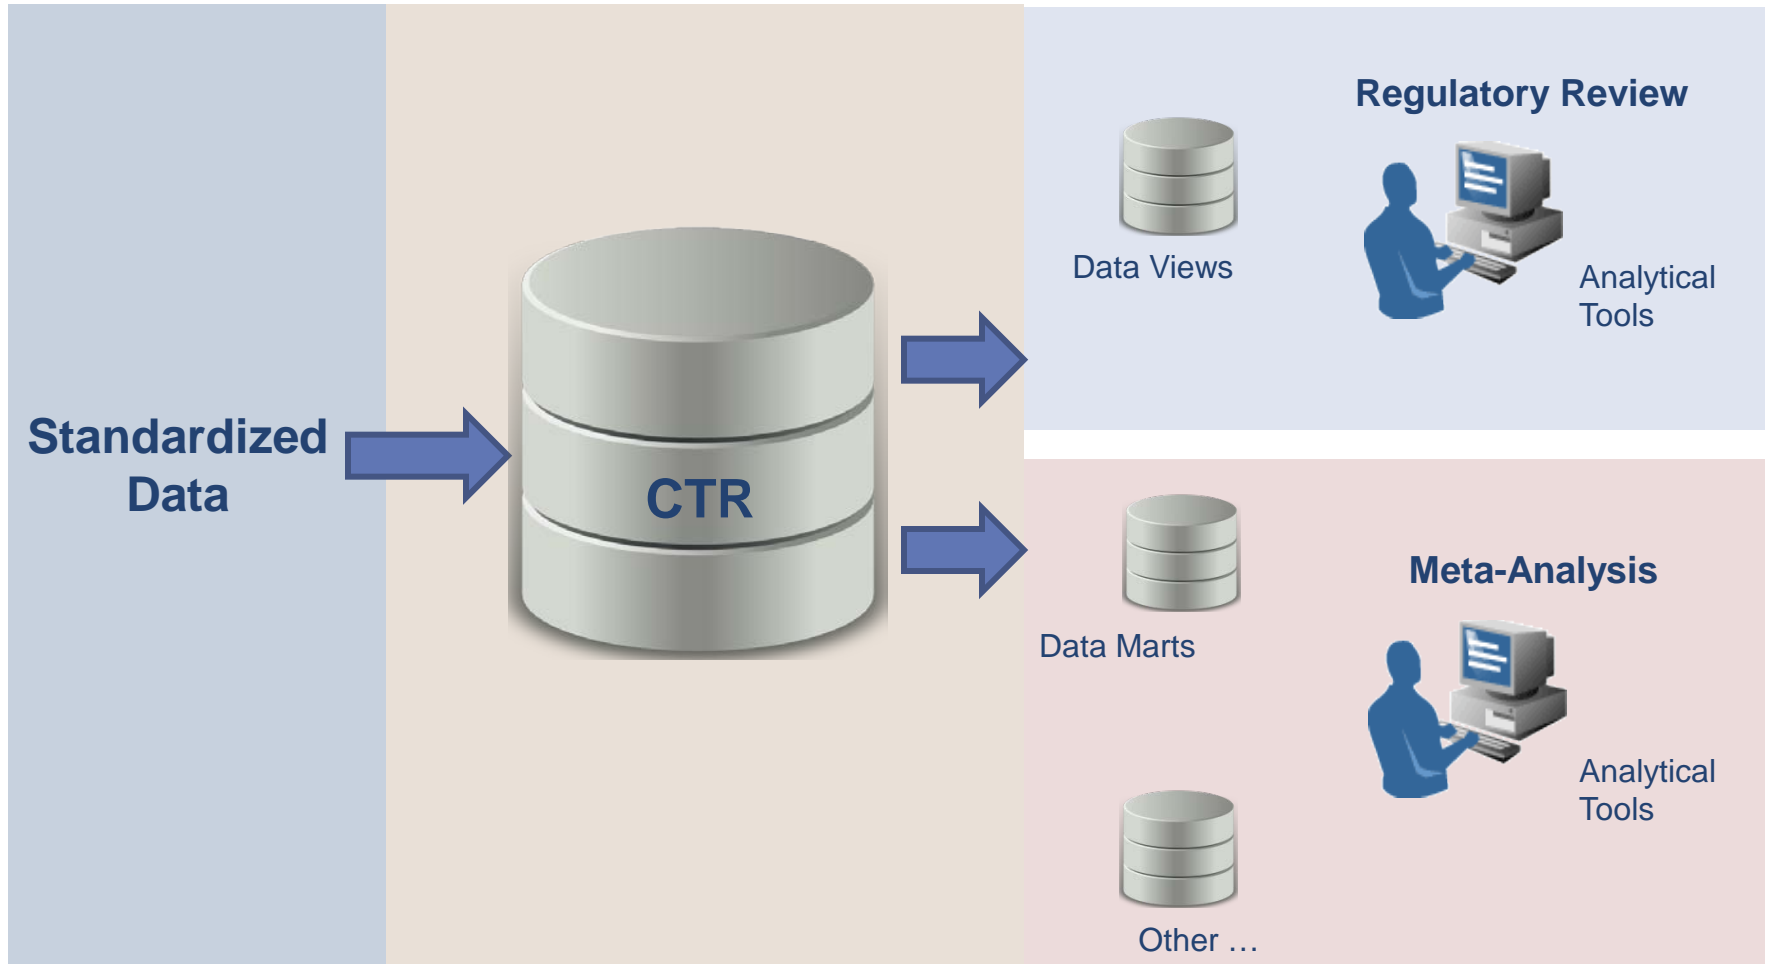 Standardized
Data
CTR
Regulatory Review
Data Views
Analytical
Tools
Meta-Analysis
Data Marts
Analytical
Tools
Other …